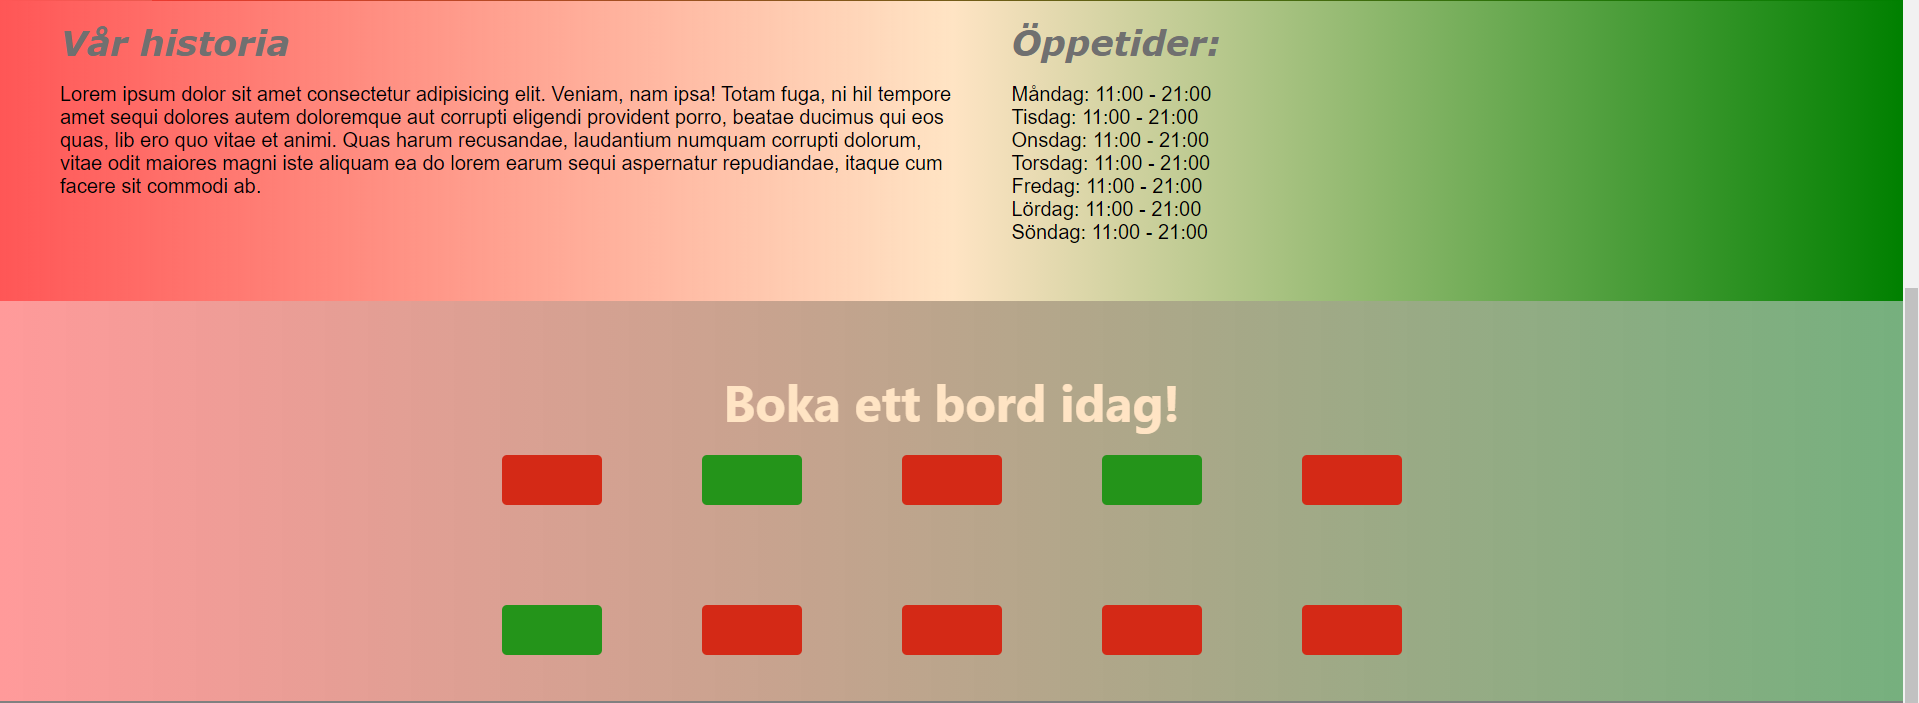 Vår historia
Lorem ipsum dolor sit amet consectetur adipisicing elit. Veniam, nam ipsa! Totam fuga, ni hil tempore
amet sequi dolores autem doloremque aut corrupti eligendi provident porro, beatae ducimus qui eos
quas, lib ero quo vitae et animi. Quas harum recusandae, laudantium numquam corrupti dolorum,
vitae odit maiores magni iste aliquam ea do lorem earum sequi aspernatur repudiandae, itaque cum
facere sit commodi ab.
Öppetider:
Måndag: 11:00 - 21:00
Tisdag: 11:00 - 21:00
Onsdag: 11:00 - 21:00
Torsdag: 11:00 - 21:00
Fredag: 11:00 - 21:00
Lördag: 11:00 - 21:00
Söndag: 11:00 - 21:00
Boka ett bord idag!